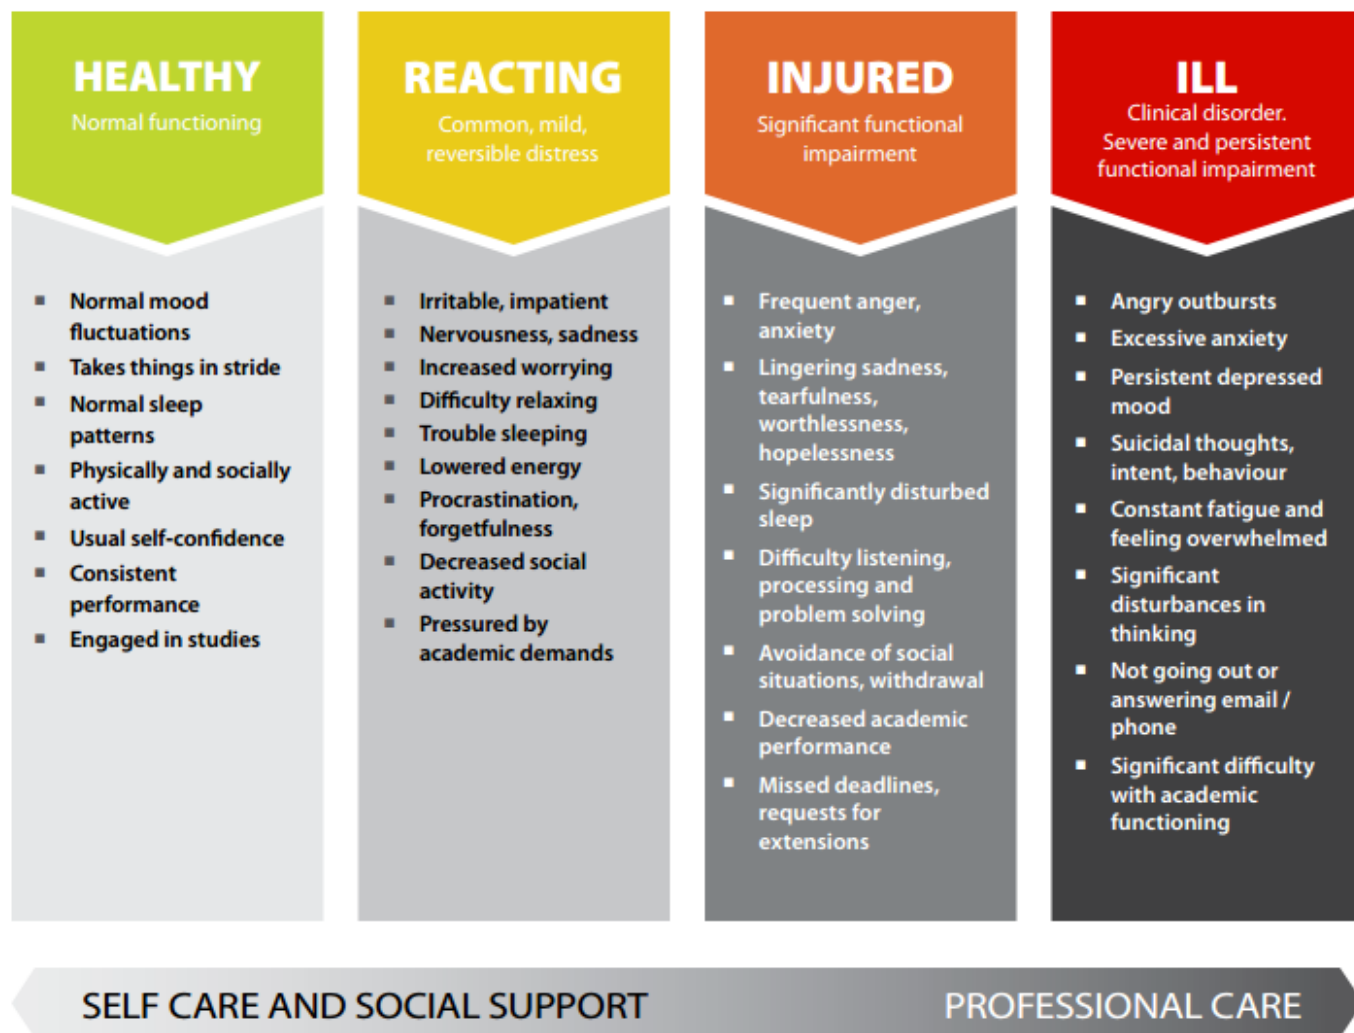 HEALTHY
Normal functioning
■ Normal mood
fluctuations
■ Takes things in stride
■ Normal sleep
patterns
■ Physically and socially
active
■ Usual self-confidence
■ Consistent
performance
■ Engaged in studies
REACTING
Common, mild,
reversible distress
■ Irritable, impatient
■ Nervousness, sadness
■ Increased worrying
■ Difficulty relaxing
■ Trouble sleeping
■ Lowered energy
■ Procrastination,
forgetfulness
■ Decreased social
activity
■ Pressured by
academic demands
INJURED
Significant functional
impairment
■ Frequent anger,
anxiety
■ Lingering sadness,
tearfulness,
worthlessness,
hopelessness
■ Significantly disturbed
sleep
■ Difficulty listening,
processing and
problem solving
■ Avoidance of social
situations, withdrawal
■ Decreased academic
performance
■ Missed deadlines,
requests for
extensions
ILL
Clinical disorder.
Severe and persistent
functional impairment
■ Angry outbursts
■ Excessive anxiety
■ Persistent depressed
mood
■ Suicidal thoughts,
intent, behaviour
■ Constant fatigue and
feeling overwhelmed
■ Significant
disturbances in
thinking
■ Not going out or
answering email /
phone
■ Significant difficulty
with academic
functioning
SELF CARE AND SOCIAL SUPPORT
PROFESSIONAL CARE